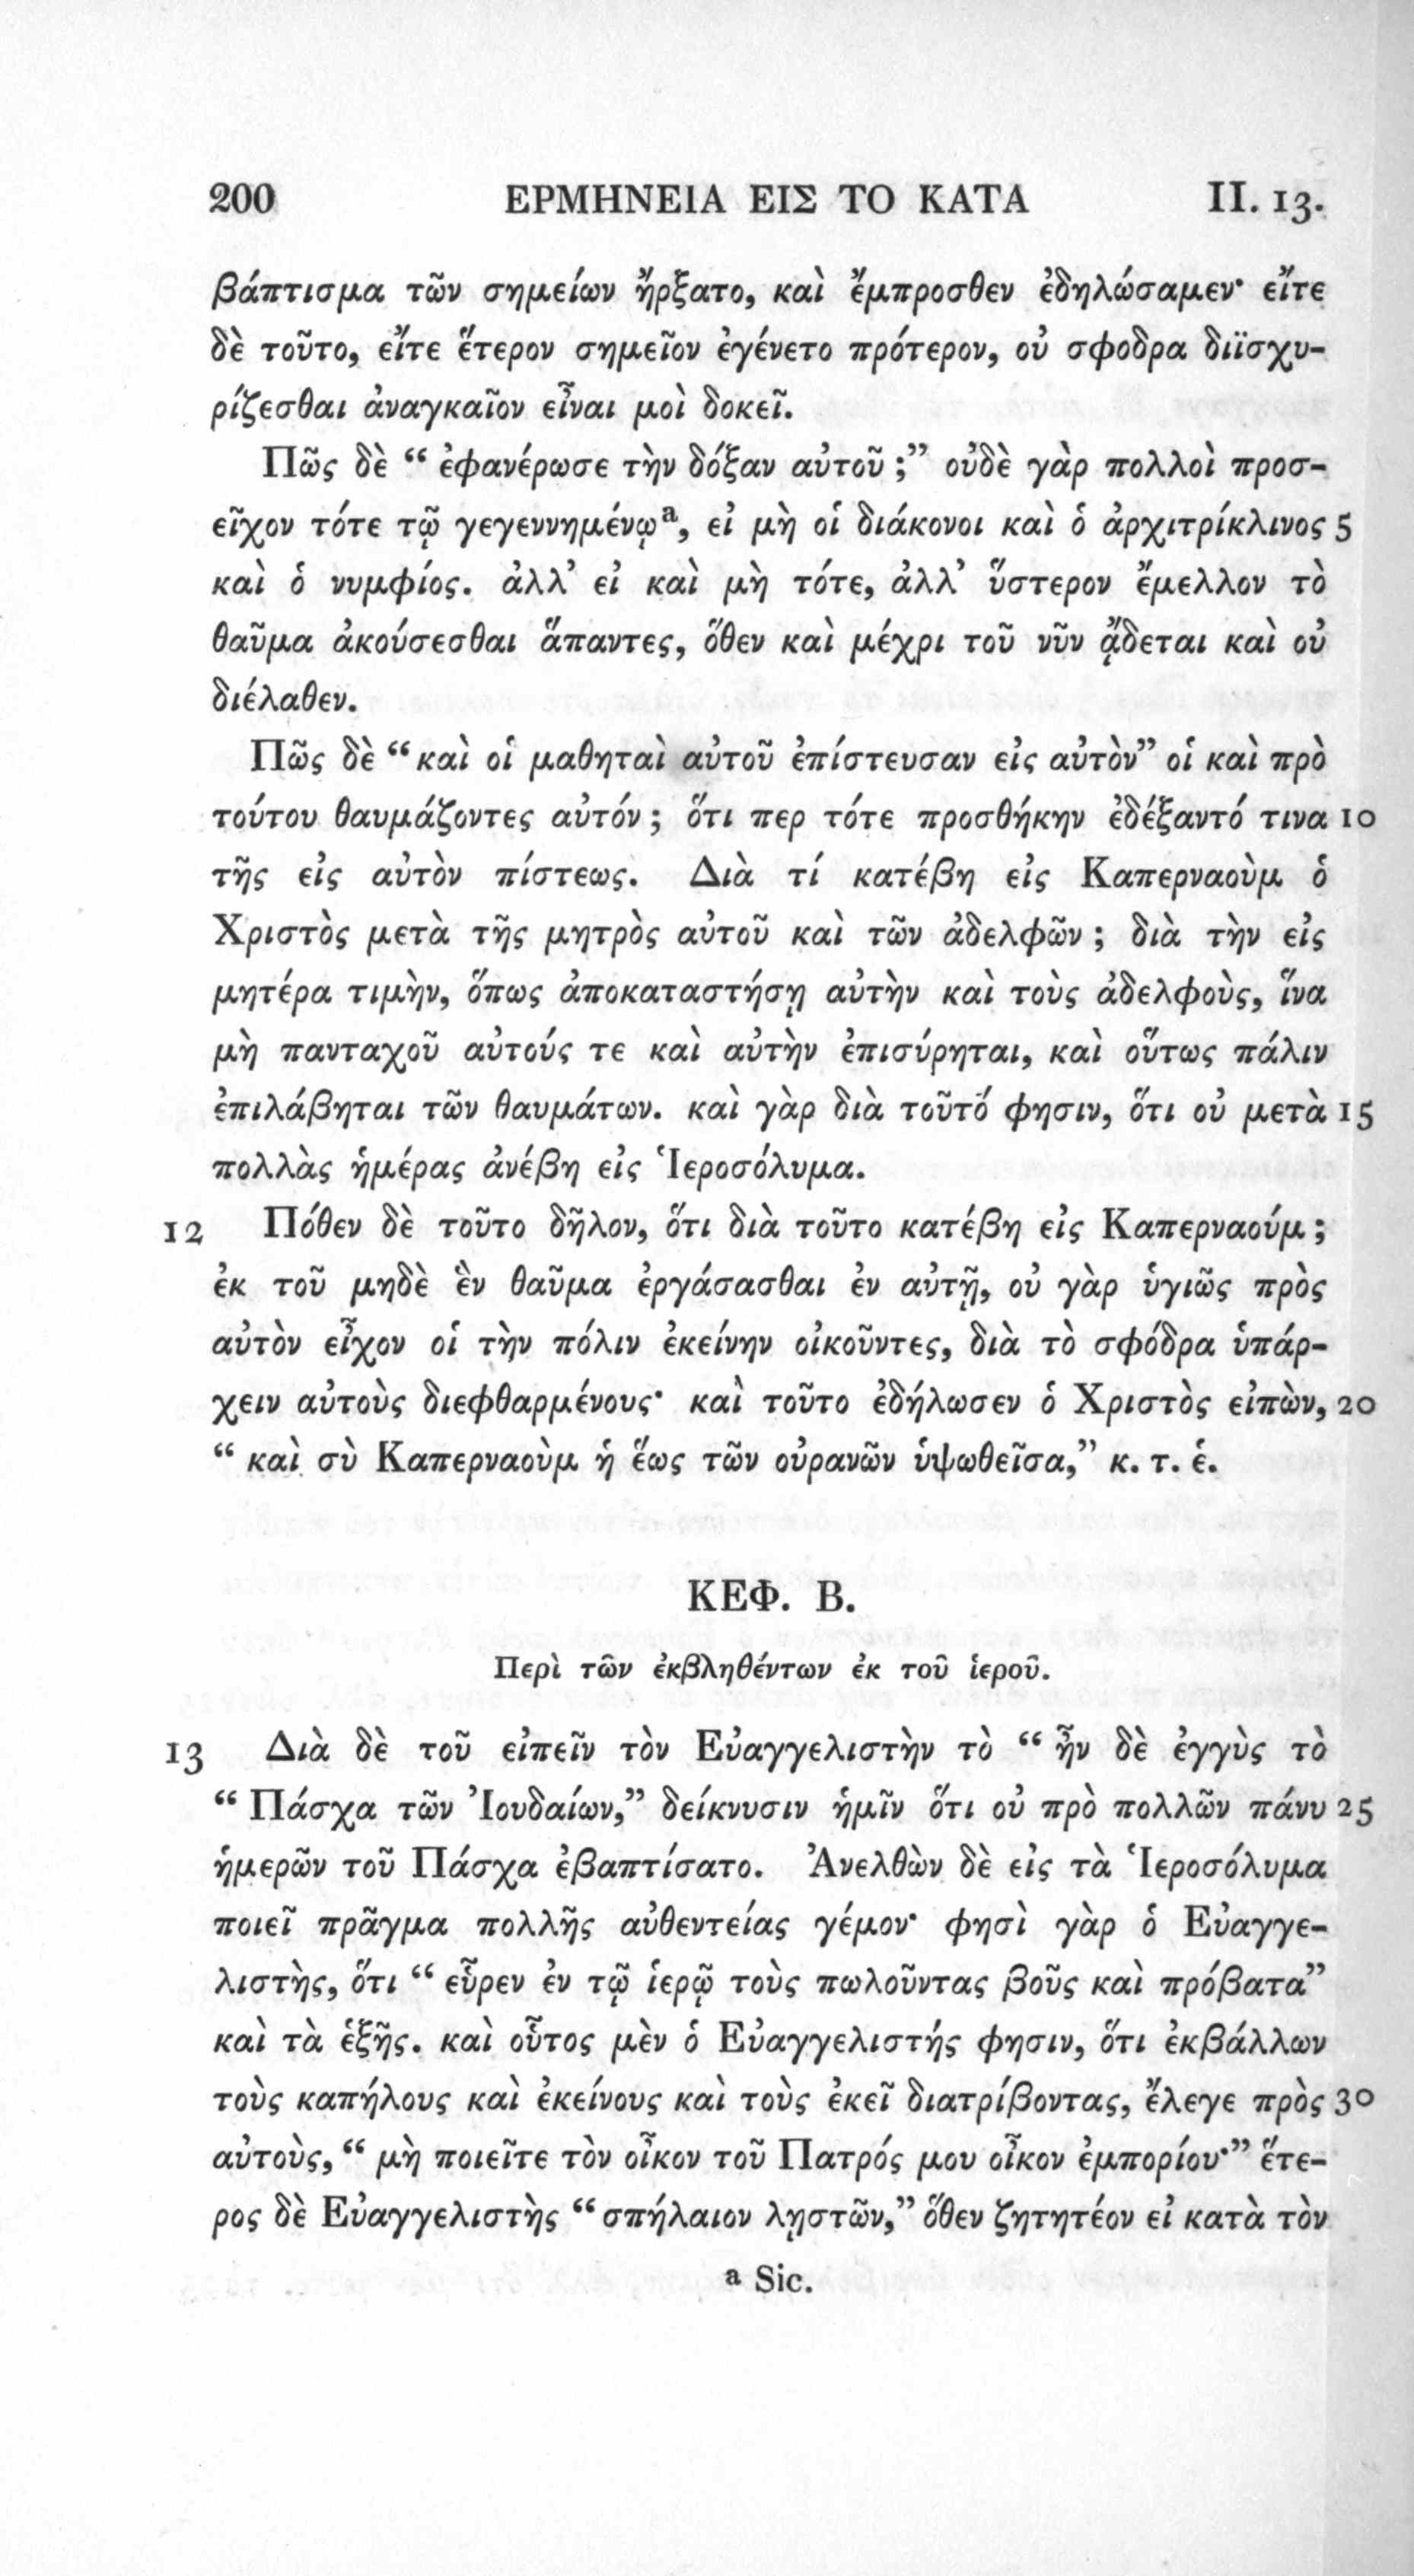 200 ΕΡΜΗΝΕΙΑ ΕΙΣ ΤΟ ΚΑΤΑ II. 13.
βάπτισμα τῶν σημείων ἤρξατο, καὶ ἔμπροσθεν ἐδηλώσαμεν· εἴτε
δὲ τοῦτο, εἴτε ἕτερον σημεῖον ἐγένετο πρότερον, οὐ σφοδρα διϊσχυ-
ρίζεσθαι ἀναγκαῖον εἶναι μοὶ δοκεῖ.
Πῶς δὲ “ ἐφανέρωσε τὴν δόξαν αὐτοῦ ;” οὐδὲ γὰρ πολλοὶ προσ-
εῖχον τότε τῷ γεγεννημένῳ a, εἰ μὴ οἱ διάκονοι καὶ ὁ ἀρχιτρίκλινος 5
καὶ ὁ νυμφίος. ἀλλ’ εἰ καὶ μὴ τότε, ἀλλ’ ὕστερον ἔμελλον τὸ
θαῦμα ἀκούσεσθαι ἅπαντες, ὅθεν καὶ μέχρι τοῦ νῦν ᾄδεται καὶ οὐ
διέλαθεν.
Πῶς δὲ “ καὶ οἱ μαθηταὶ αὐτοῦ ἐπίστευσαν εἰς αὐτὸν” οἱ καὶ πρὸ
τούτου θαυμάζοντες αὐτόν ; ὅτι περ τότε προσθήκην ἐδέξαντό τινα 10
τῆς εἰς αὐτὸν πίστεως. Διὰ τί κατέβη εἰς Καπερναοὺμ ὁ
Χριστὸς μετὰ τῆς μητρὸς αὐτοῦ καὶ τῶν ἀδελφῶν ; διὰ τὴν εἰς
μητέρα τιμὴν, ὅπως ἀποκαταστήσῃ αὐτὴν καὶ τοὺς ἀδελφοὺς, ἵνα
μὴ πανταχοῦ αὐτούς τε καὶ αὐτὴν ἐπισύρηται, καὶ οὕτως πάλιν
ἐπιλάβηται τῶν θαυμάτων. καὶ γὰρ διὰ τοῦτό φησιν, ὅτι οὐ μετὰ 15
πολλὰς ἡμέρας ἀνέβη εἰς Ἱεροσόλυμα.
12 Πόθεν δὲ τοῦτο δῆλον, ὅτι διὰ τοῦτο κατέβη εἰς Καπερναούμ ;
ἐκ τοῦ μηδὲ ἓν θαῦμα ἐργάσασθαι ἐν αὐτῇ, οὐ γὰρ ὑγιῶς πρὸς
αὐτὸν εἶχον οἱ τὴν πόλιν ἐκείνην οἰκοῦντες, διὰ τὸ σφόδρα ὑπάρ-
χειν αὐτοὺς διεφθαρμένους· καὶ τοῦτο ἐδήλωσεν ὁ Χριστὸς εἰπὼν, 20
“ καὶ σὺ Καπερναοὺμ ἡ ἕως τῶν οὐρανῶν ὑψωθεῖσα,” κ. τ. ἑ.
ΚΕΦ. Β.
Περὶ τῶν ἐκβληθέντων ἐκ τοῦ ἱεροῦ.
13 Διὰ δὲ τοῦ εἰπεῖν τὸν Εὐαγγελιστὴν τὸ “ ἦν δὲ ἐγγὺς τὸ
“ Πάσχα τῶν Ἰουδαίων,” δείκνυσιν ἡμῖν ὅτι οὐ πρὸ πολλῶν πάνυ 25
ἡμερῶν τοῦ Πάσχα ἐβαπτίσατο. Ἀνελθὼν δὲ εἰς τὰ Ἱεροσόλυμα
ποιεῖ πρᾶγμα πολλῆς αὐθεντείας γέμον· φησὶ γὰρ ὁ Εὐαγγε-
λιστὴς, ὅτι “ εὗρεν ἐν τῷ ἱερῷ τοὺς πωλοῦντας βοῦς καὶ πρόβατα”
καὶ τὰ ἑξῆς. καὶ οὗτος μὲν ὁ Εὐαγγελιστής φησιν, ὅτι ἐκβάλλων
τοὺς καπήλους καὶ ἐκείνους καὶ τοὺς ἐκεῖ διατρίβοντας, ἔλεγε πρὸς 30
αὐτοὺς, “ μὴ ποιεῖτε τὸν οἶκον τοῦ Πατρός μου οἶκον ἐμπορίου·” ἕτε-
ρος δὲ Εὐαγγελιστὴς “ σπήλαιον λῃστῶν,” ὅθεν ζητητέον εἰ κατὰ τὸν
a Sic.